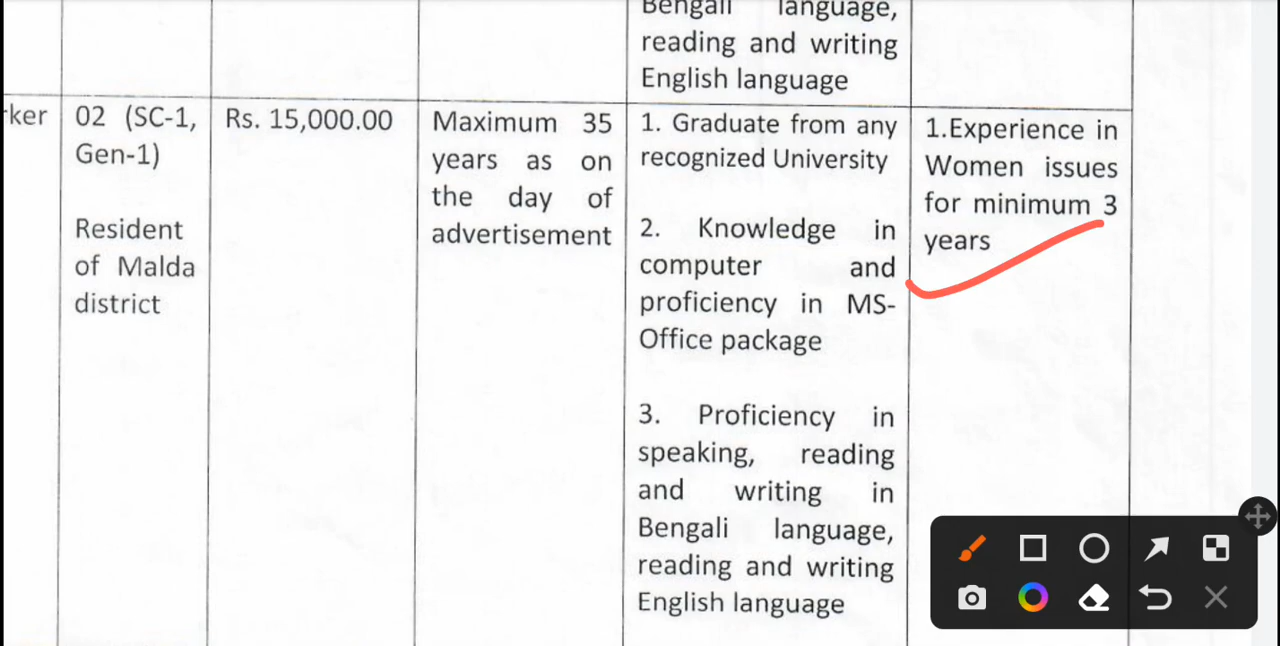 Bengali language,
reading and writing
English language
rker
02 (SC-1,
Gen-1)
Resident
of Malda
district
Rs. 15,000.00
Maximum 35
years as on
the day of
advertisement
1. Graduate from any
recognized University
2. Knowledge in
computer and
proficiency in MS-
Office package
3. Proficiency in
speaking, reading
and writing in
Bengali language,
reading and writing
English language
1.Experience in
Women issues
for minimum 3
years